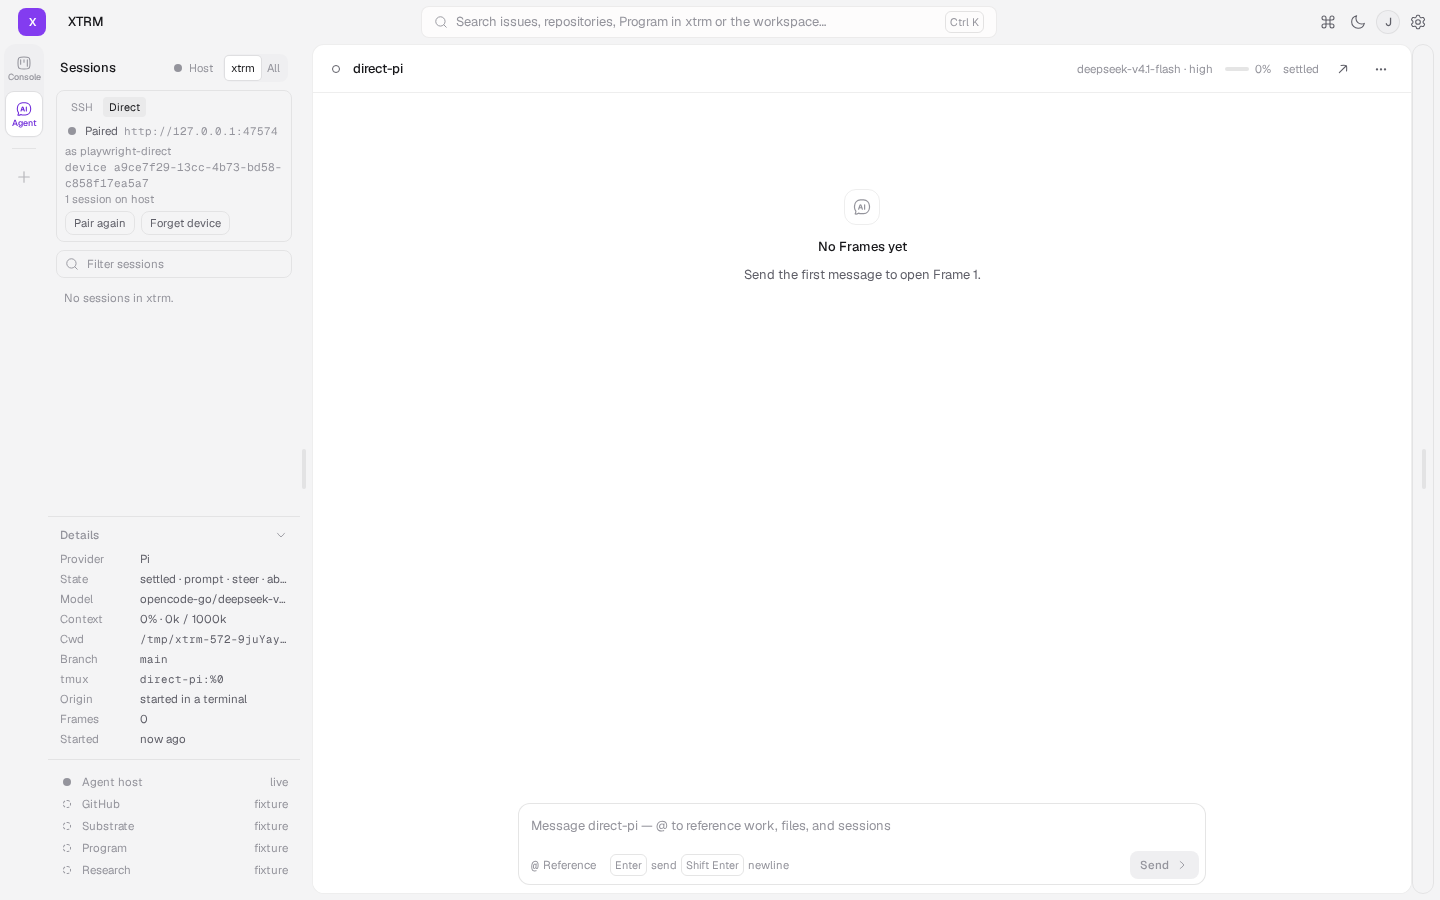 X
XTRM
Search issues, repositories, Program in xtrm or the workspace...
Ctrl K
J
Console
AI
Agent
Sessions
Host
xtrm
All
SSH
Direct
Paired http://127.0.0.1:47574
as playwright-direct
device a9ce7f29-13cc-4b73-bd58-
c858f17ea5a7
1 session on host
Pair again
Forget device
Filter sessions
No sessions in xtrm.
Details
Provider Pi
State settled · prompt · steer · ab...
Model opencode-go/deepseek-v...
Context 0% · 0k / 1000k
Cwd /tmp/xtrm-572-9juYay...
Branch main
tmux direct-pi:%0
Origin started in a terminal
Frames 0
Started now ago
Agent host live
GitHub fixture
Substrate fixture
Program fixture
Research fixture
direct-pi
deepseek-v4.1-flash · high
0%
settled
AI
No Frames yet
Send the first message to open Frame 1.
Message direct-pi — @ to reference work, files, and sessions
@ Reference
Enter send
Shift Enter newline
Send